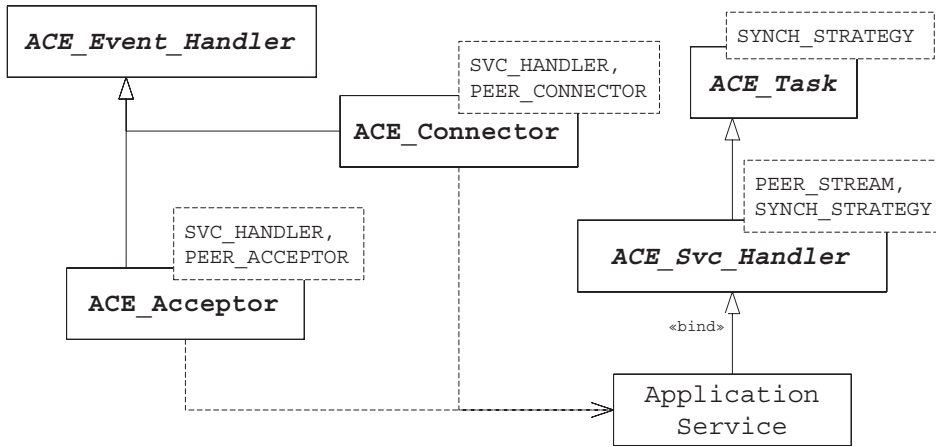 ACE_Event_Handler
SVC_HANDLER,
PEER_CONNECTOR
ACE_Connector
SYNCH_STRATEGY
ACE_Task
SVC_HANDLER,
PEER_ACCEPTOR
ACE_Acceptor
PEER_STREAM,
SYNCH_STRATEGY
ACE_Svc_Handler
«bind»
Application
Service